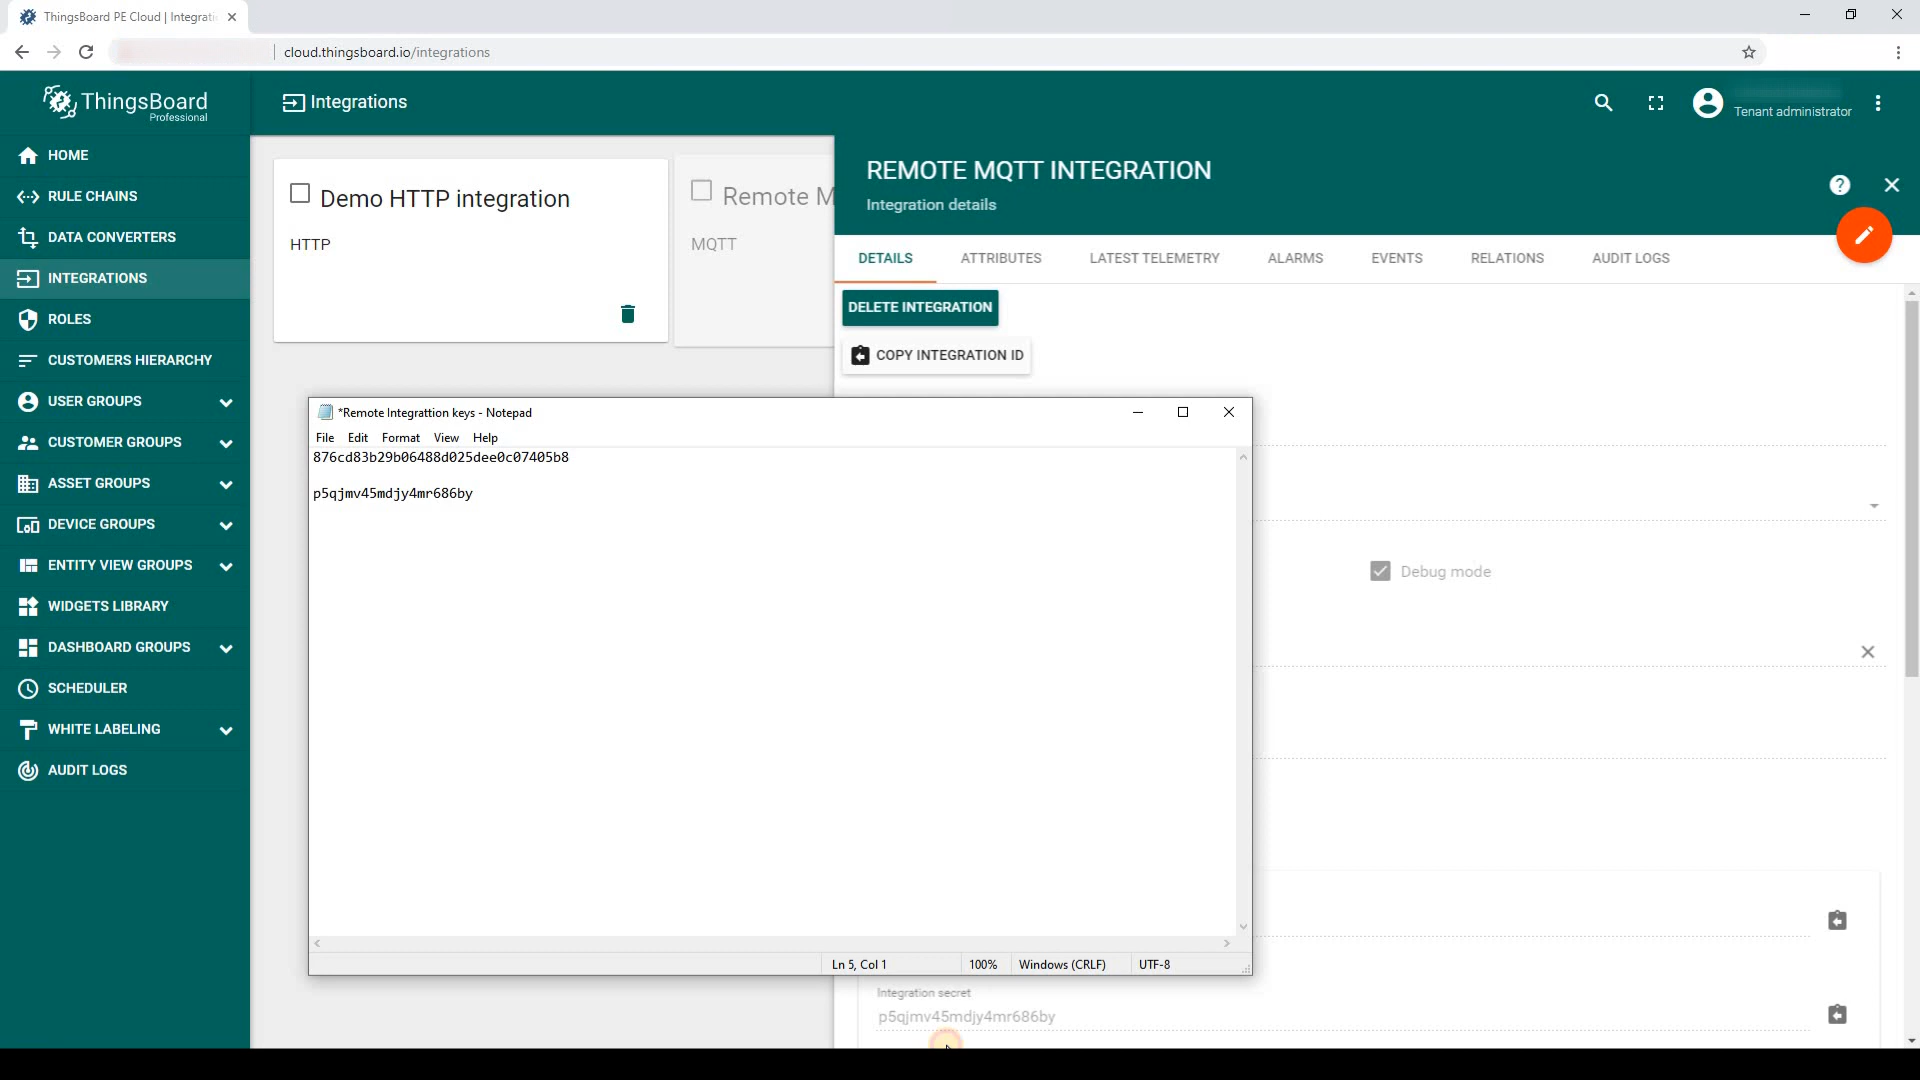 ThingsBoard PE Cloud | Integrati
cloud.thingsboard.io/integrations
ThingsBoard
Professional
Integrations
Tenant administrator
HOME
RULE CHAINS
DATA CONVERTERS
INTEGRATIONS
ROLES
CUSTOMERS HIERARCHY
USER GROUPS
CUSTOMER GROUPS
ASSET GROUPS
DEVICE GROUPS
ENTITY VIEW GROUPS
WIDGETS LIBRARY
DASHBOARD GROUPS
SCHEDULER
WHITE LABELING
AUDIT LOGS
Demo HTTP integration
HTTP
Remote M
MQTT
REMOTE MQTT INTEGRATION
Integration details
DETAILS ATTRIBUTES LATEST TELEMETRY ALARMS EVENTS RELATIONS AUDIT LOGS
DELETE INTEGRATION
COPY INTEGRATION ID
Debug mode
*Remote Integrattion keys - Notepad
File Edit Format View Help
876cd83b29b06488d025dee0c07405b8
p5qjmv45mdjy4mr686by
Ln 5, Col 1 100% Windows (CRLF) UTF-8
Integration secret
p5qjmv45mdjy4mr686by